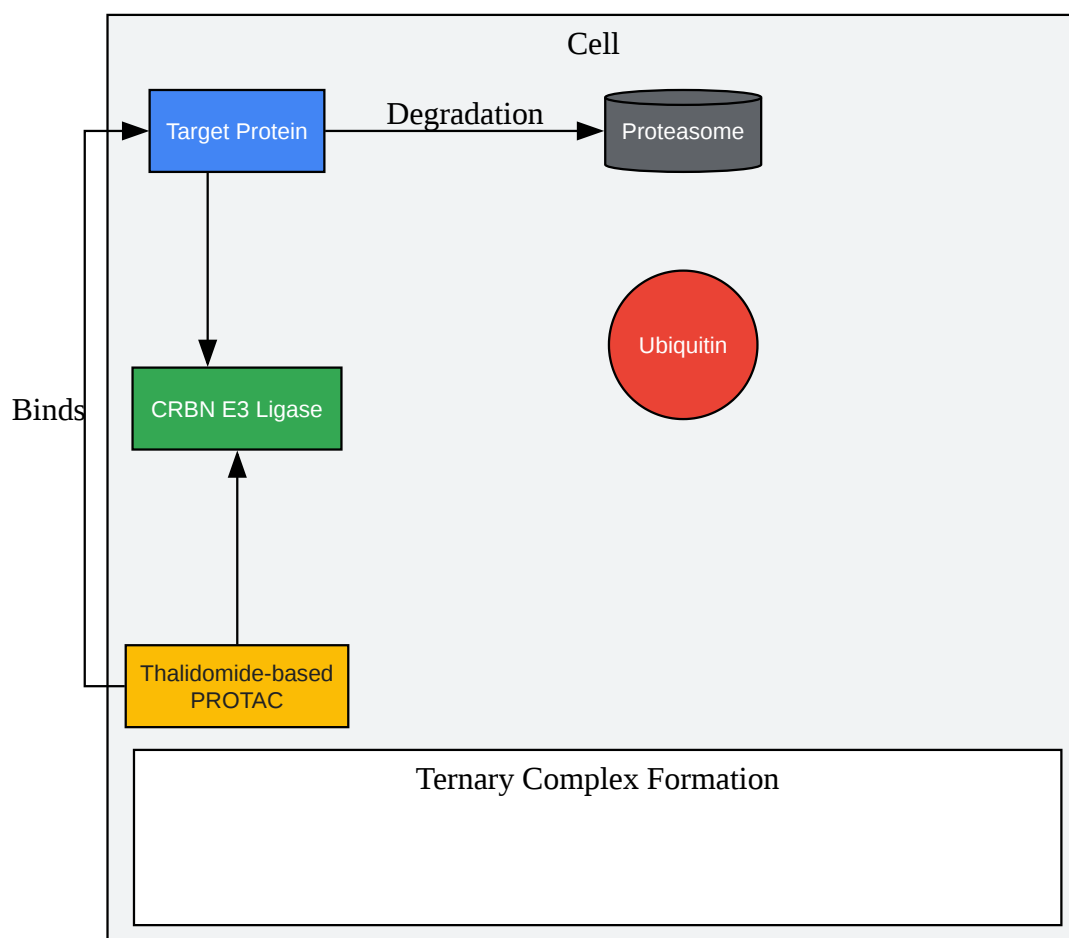 Cell
Target Protein
Degradation
Proteasome
Ubiquitin
Binds
CRBN E3 Ligase
Thalidomide-based
PROTAC
Ternary Complex Formation